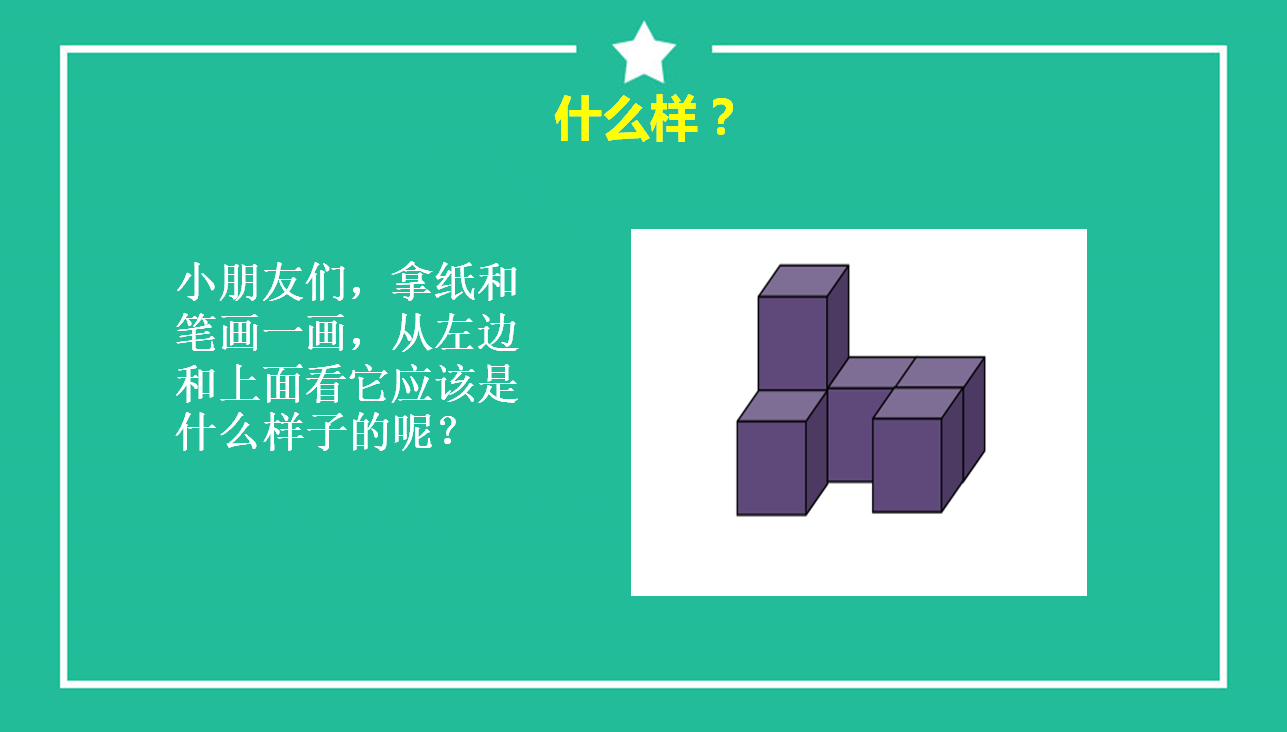 什么样？
小朋友们，拿纸和
笔画一画，从左边
和上面看它应该是
什么样子的呢？